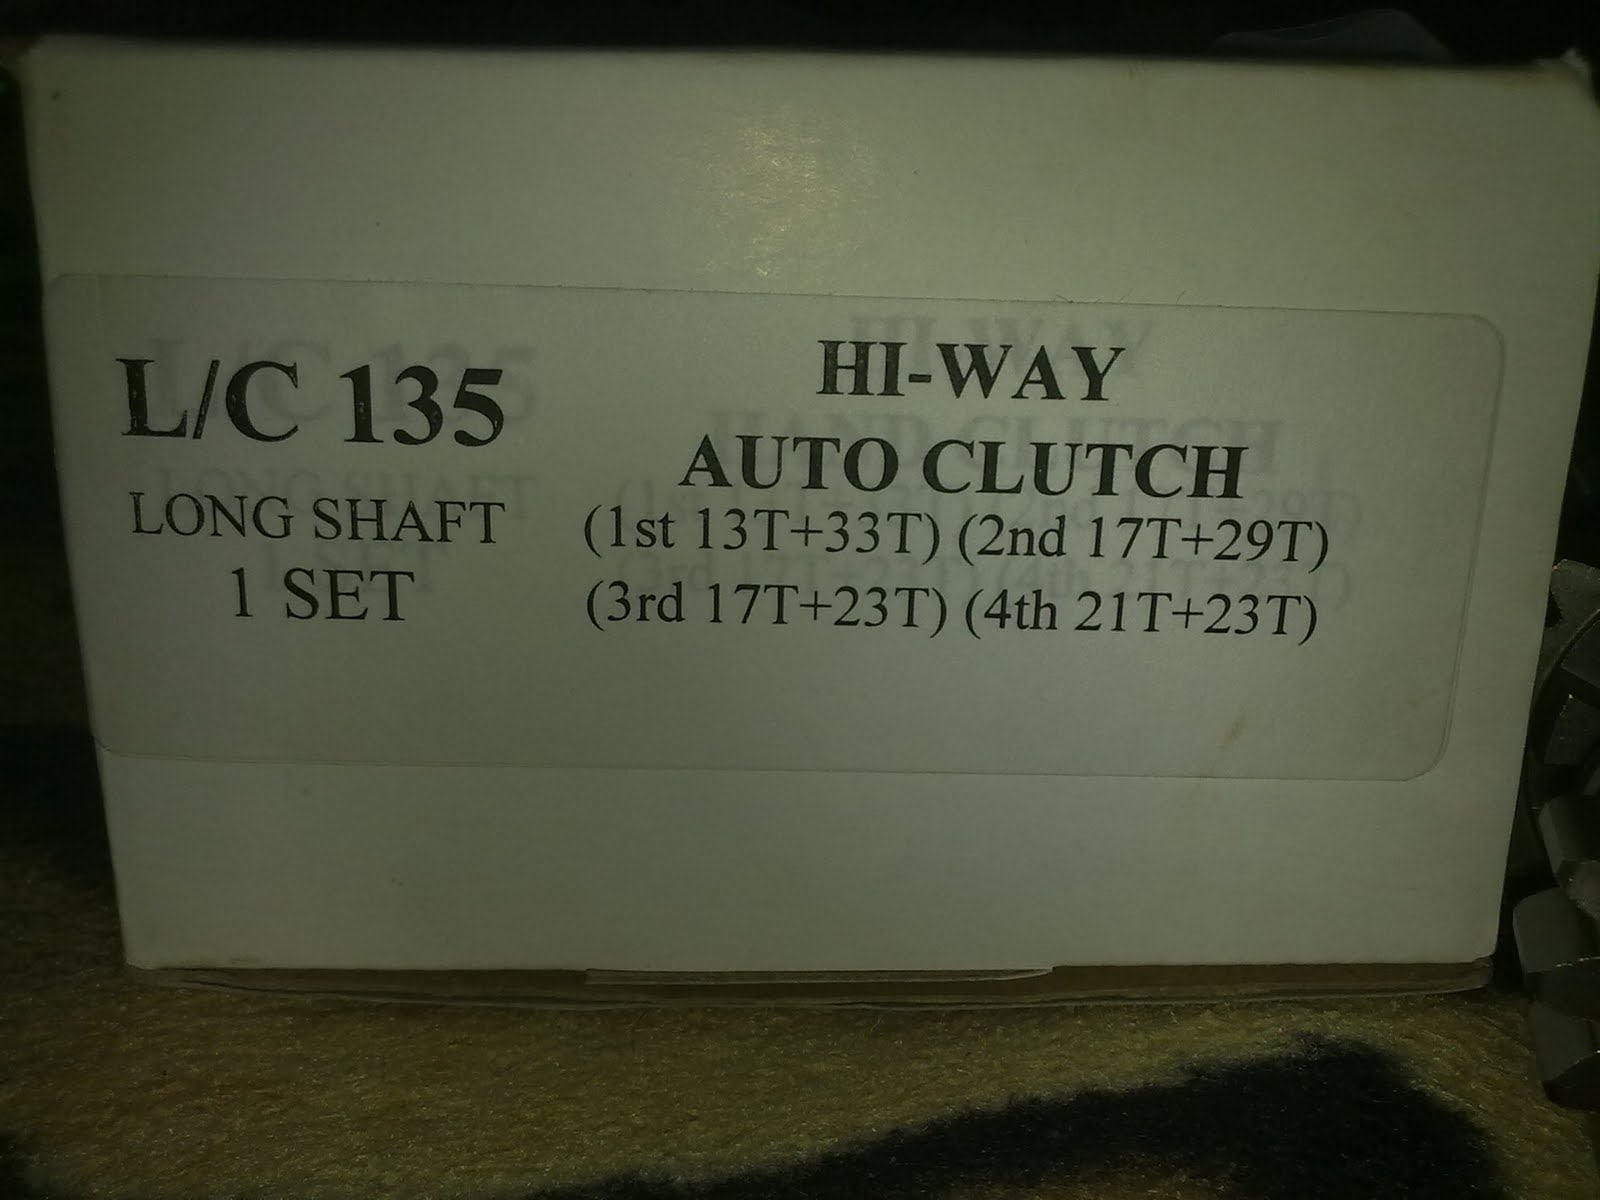 L/C 135
LONG SHAFT
1 SET
HI-WAY
AUTO CLUTCH
(1st 13T+33T) (2nd 17T+29T)
(3rd 17T+23T) (4th 21T+23T)